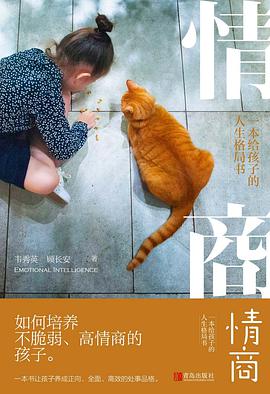 情商
一本给孩子的
人生格局书
韦秀英 顾长安 著
EMOTIONAL INTELLIGENCE
如何培养
不脆弱、高情商的
孩子。
一本书让孩子养成正向、全面、高效的处事品格。
情商
一本给孩子的
人生格局书
青岛出版社